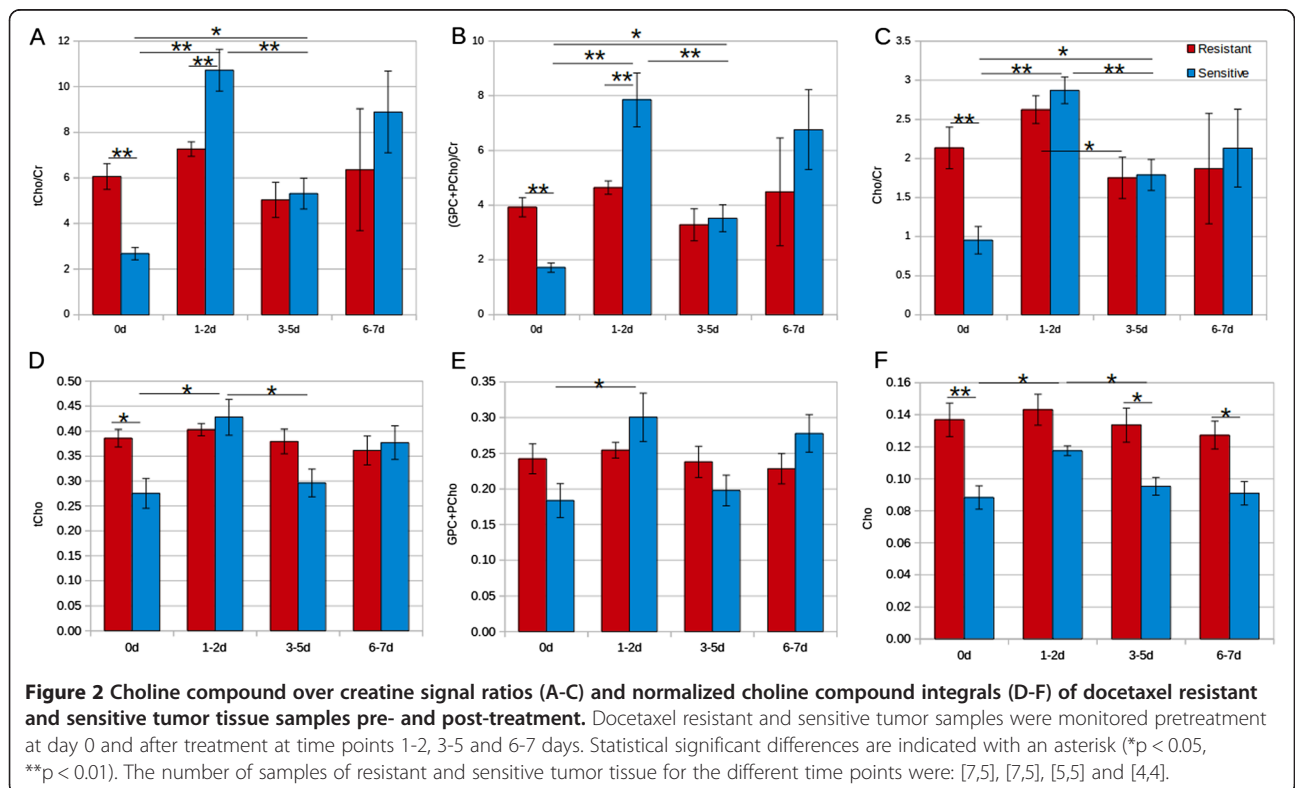 A
*
**
**
**
**
12
10
8
6
4
2
0
tCho/Cr
0d
1-2d
3-5d
6-7d
B
*
**
**
**
**
10
8
6
4
2
0
(GPC+PCho)/Cr
0d
1-2d
3-5d
6-7d
C
*
**
**
**
*
3.5
3
2.5
2
1.5
1
0.5
0
Cho/Cr
0d
1-2d
3-5d
6-7d
Resistant
Sensitive
D
*
*
*
0.50
0.45
0.40
0.35
0.30
0.25
0.20
0.15
0.10
0.05
0.00
tCho
0d
1-2d
3-5d
6-7d
E
*
0.35
0.30
0.25
0.20
0.15
0.10
0.05
0.00
GPC+PCho
0d
1-2d
3-5d
6-7d
F
**
*
*
*
*
0.16
0.14
0.12
0.10
0.08
0.06
0.04
0.02
0.00
Cho
0d
1-2d
3-5d
6-7d
Figure 2 Choline compound over creatine signal ratios (A-C) and normalized choline compound integrals (D-F) of docetaxel resistant
and sensitive tumor tissue samples pre- and post-treatment. Docetaxel resistant and sensitive tumor samples were monitored pretreatment
at day 0 and after treatment at time points 1-2, 3-5 and 6-7 days. Statistical significant differences are indicated with an asterisk (*p < 0.05,
**p < 0.01). The number of samples of resistant and sensitive tumor tissue for the different time points were: [7,5], [7,5], [5,5] and [4,4].